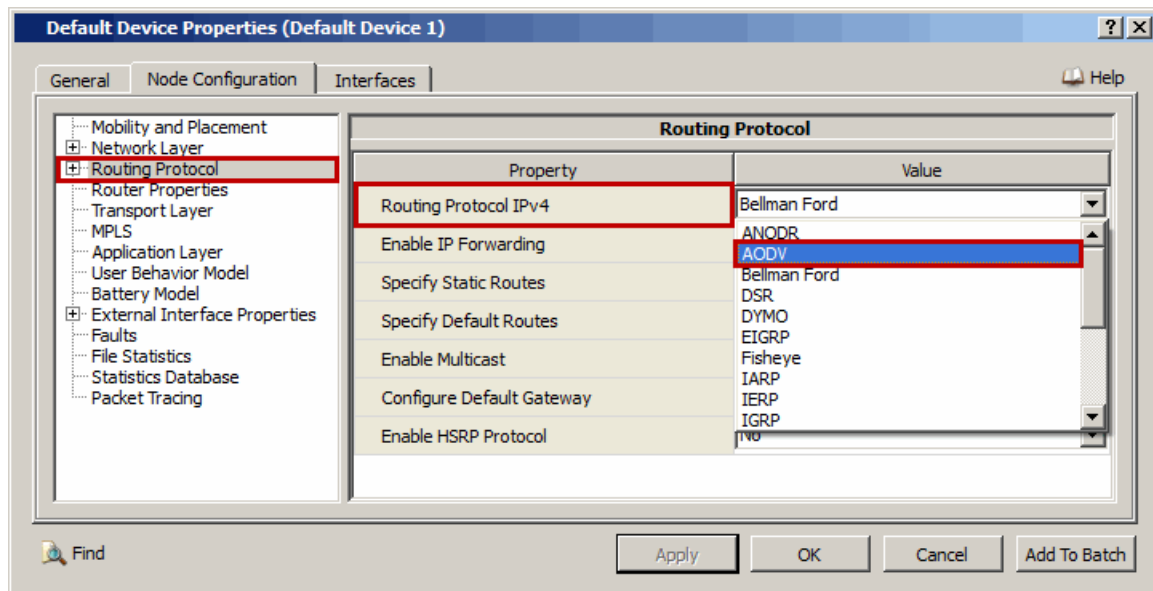 Default Device Properties (Default Device 1)
General
Node Configuration
Interfaces
Help
Mobility and Placement
Network Layer
Routing Protocol
Router Properties
Transport Layer
MPLS
Application Layer
User Behavior Model
Battery Model
External Interface Properties
Faults
File Statistics
Statistics Database
Packet Tracing
Routing Protocol
Property
Value
Routing Protocol IPv4
Bellman Ford
Enable IP Forwarding
Specify Static Routes
Specify Default Routes
Enable Multicast
Configure Default Gateway
Enable HSRP Protocol
ANODR
AODV
Bellman Ford
DSR
DYMO
EIGRP
Fisheye
IARP
IERP
IGRP
No
Find
Apply
OK
Cancel
Add To Batch